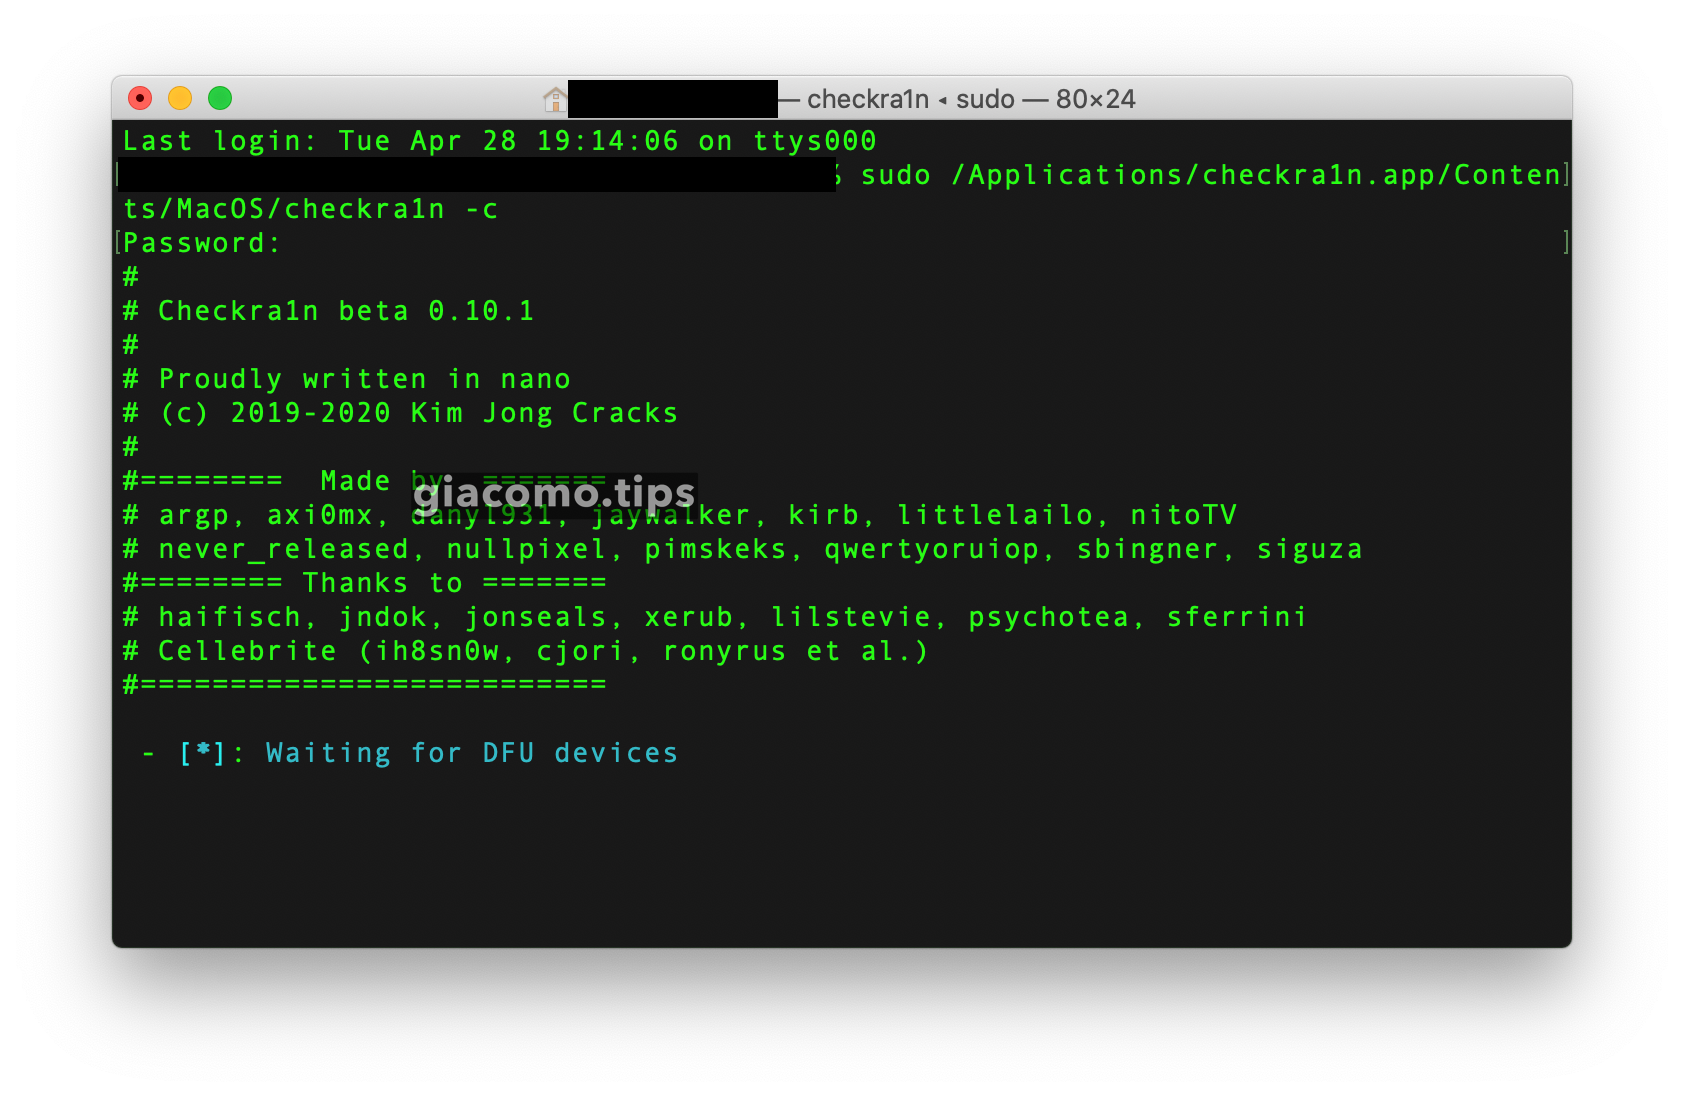 — checkra1n ◂ sudo — 80×24
Last login: Tue Apr 28 19:14:06 on ttys000
% sudo /Applications/checkra1n.app/Conten
ts/MacOS/checkra1n -c
Password:
#
# Checkra1n beta 0.10.1
#
# Proudly written in nano
# (c) 2019-2020 Kim Jong Cracks
#
#======== Made by =======
giacomo.tips
# argp, axi0mx, danyl931, jaywalker, kirb, littlelailo, nitoTV
# never_released, nullpixel, pimskeks, qwertyoruiop, sbingner, siguza
#======== Thanks to =======
# haifisch, jndok, jonseals, xerub, lilstevie, psychotea, sferrini
# Cellebrite (ih8sn0w, cjori, ronyrus et al.)
#==========================
- [*]: Waiting for DFU devices